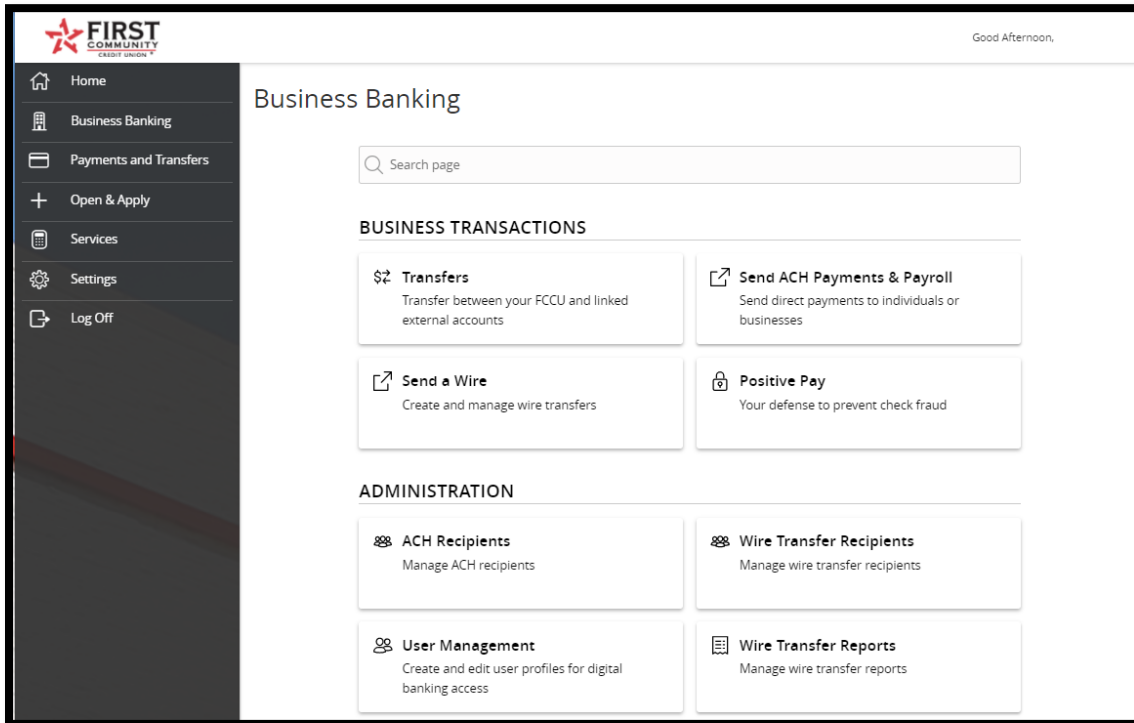 FIRST
COMMUNITY
CREDIT UNION ®
Good Afternoon,
Home
Business Banking
Payments and Transfers
Open & Apply
Services
Settings
Log Off
Business Banking
Search page
BUSINESS TRANSACTIONS
Transfers
Transfer between your FCCU and linked
external accounts
Send ACH Payments & Payroll
Send direct payments to individuals or
businesses
Send a Wire
Create and manage wire transfers
Positive Pay
Your defense to prevent check fraud
ADMINISTRATION
ACH Recipients
Manage ACH recipients
Wire Transfer Recipients
Manage wire transfer recipients
User Management
Create and edit user profiles for digital
banking access
Wire Transfer Reports
Manage wire transfer reports